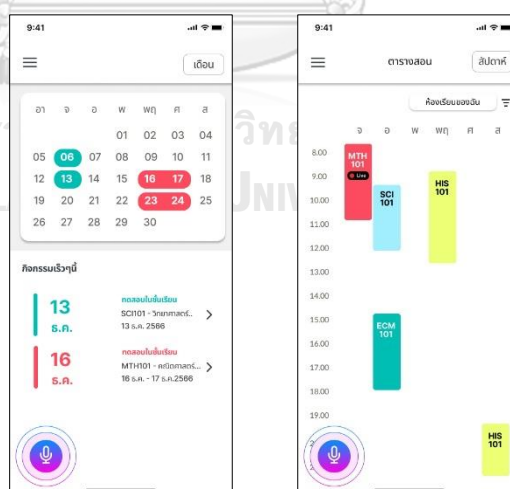 9:41
เดือน
อา จ อ พ พฤ ศ ส
01 02 03 04
05 06 07 08 09 10 11
12 13 14 15 16 17 18
19 20 21 22 23 24 25
26 27 28 29 30
กิจกรรมเร็วๆนี้
13
ธ.ค.
ทดสอบในชั้นเรียน
SCI101 - วิทยาศาสตร์..
13 ธ.ค. 2566
16
ธ.ค.
ทดสอบในชั้นเรียน
MTH101 - คณิตศาสตร์...
16 ธ.ค. - 17 ธ.ค.2566
9:41
ตารางสอน
สัปดาห์
ห้องเรียนของฉัน
จ อ พ พฤ ศ ส
8.00
9.00
10.00
11.00
12.00
13.00
14.00
15.00
16.00
17.00
18.00
19.00
MTH
101
Live
SCI
101
HIS
101
ECM
101
HIS
101